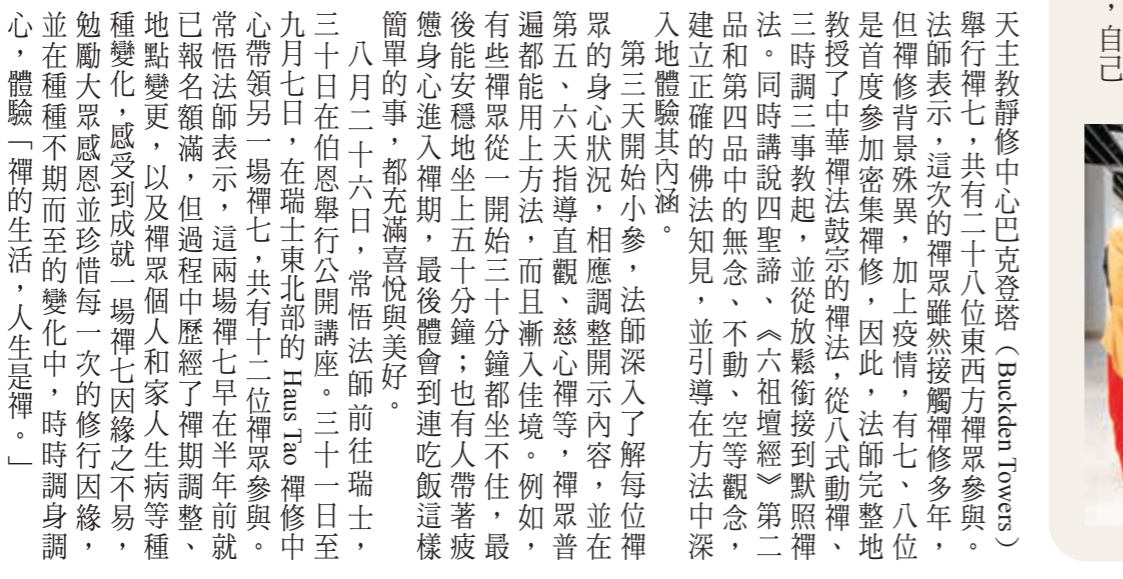 ，自己
天主教靜修中心巴克登塔（Buckden Towers）
舉行禪七，共有二十八位東西方禪眾參與。
法師表示，這次的禪眾雖然接觸禪修多年，
但禪修背景殊異，加上疫情，有七、八位
是首度參加密集禪修，因此，法師完整地
教授了中華禪法鼓宗的禪法，從八式動禪、
三時調三事教起，並從放鬆銜接到默照禪
法。同時講說四聖諦、《六祖壇經》第二
品和第四品中的無念、不動、空等觀念，
建立正確的佛法知見，並引導在方法中深
入地體驗其內涵。
第三天開始小參，法師深入了解每位禪
眾的身心狀況，相應調整開示內容，並在
第五、六天指導直觀、慈心禪等，禪眾普
遍都能用上方法，而且漸入佳境。例如，
有些禪眾從一開始三十分鐘都坐不住，最
後能安穩地坐上五十分鐘；也有人帶著疲
憊身心進入禪期，最後體會到連吃飯這樣
簡單的事，都充滿喜悅與美好。
八月二十六日，常悟法師前往瑞士，
三十日在伯恩舉行公開講座。三十一日至
九月七日，在瑞士東北部的 Haus Tao 禪修中
心帶領另一場禪七，共有十二位禪眾參與。
常悟法師表示，這兩場禪七早在半年前就
已報名額滿，但過程中歷經了禪期調整、
地點變更，以及禪眾個人和家人生病等種
種變化，感受到成就一場禪七因緣之不易，
勉勵大眾感恩並珍惜每一次的修行因緣，
並在種種不期而至的變化中，時時調身調
心，體驗「禪的生活，人生是禪。」